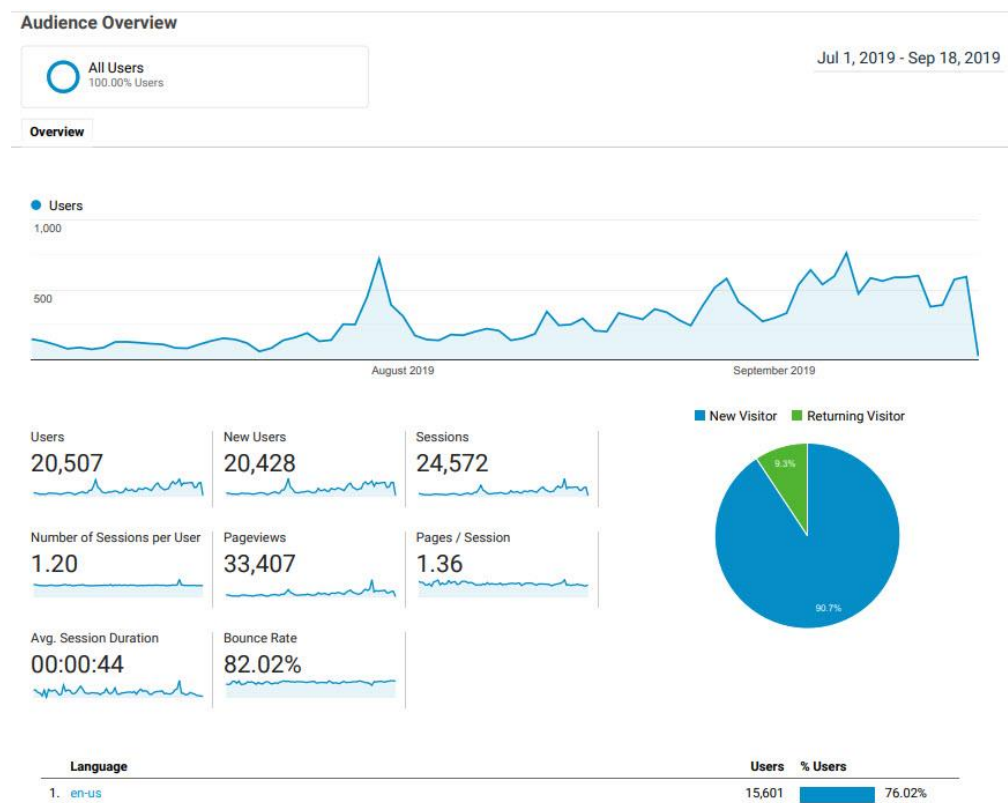 Audience Overview
All Users
100.00% Users
Jul 1, 2019 - Sep 18, 2019
Overview
Users
1,000
500
August 2019
September 2019
New Visitor
Returning Visitor
9.3%
90.7%
Users
20,507
New Users
20,428
Sessions
24,572
Number of Sessions per User
1.20
Pageviews
33,407
Pages / Session
1.36
Avg. Session Duration
00:00:44
Bounce Rate
82.02%
Language Users % Users
1. en-us 15,601 76.02%